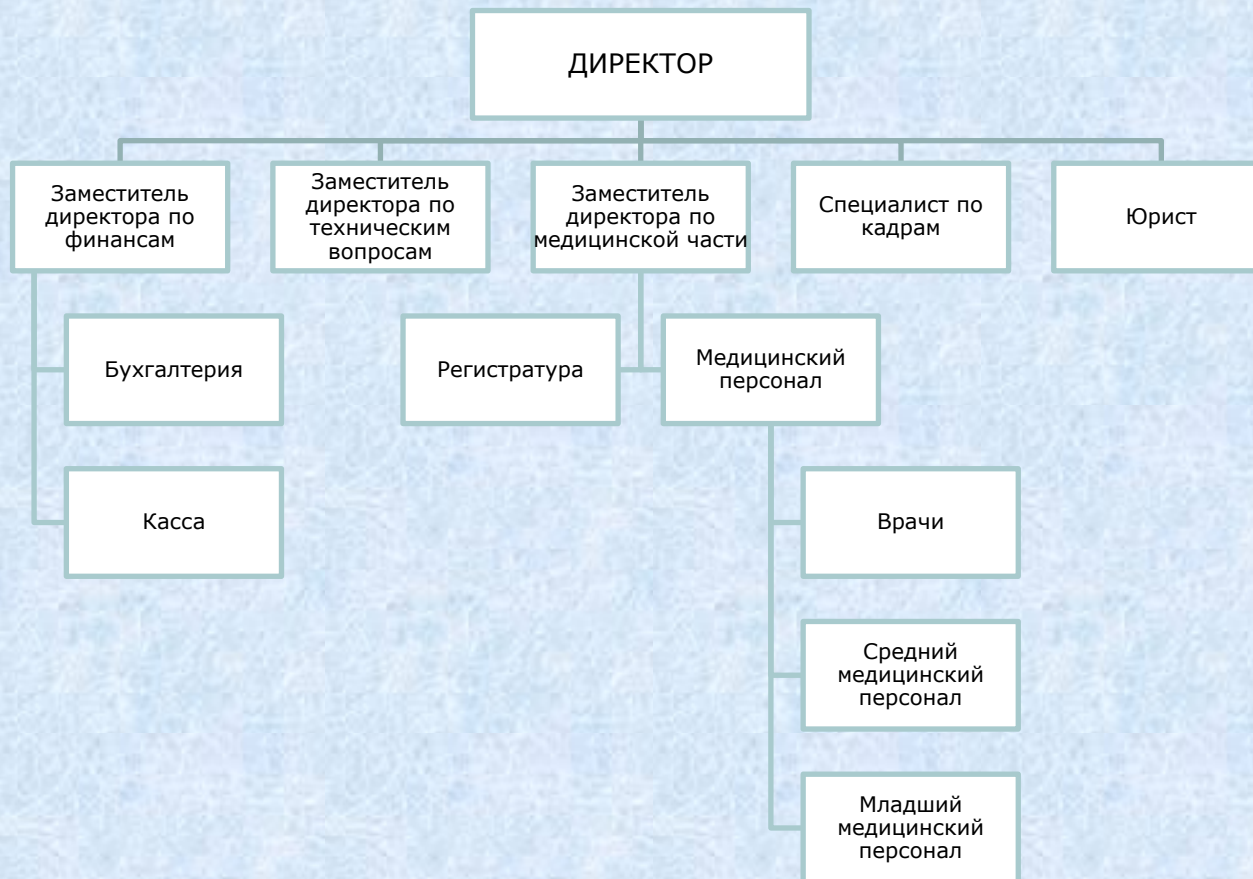 ДИРЕКТОР
Заместитель
директора по
финансам
Заместитель
директора по
техническим
вопросам
Заместитель
директора по
медицинской части
Специалист по
кадрам
Юрист
Бухгалтерия
Регистратура
Медицинский
персонал
Касса
Врачи
Средний
медицинский
персонал
Младший
медицинский
персонал